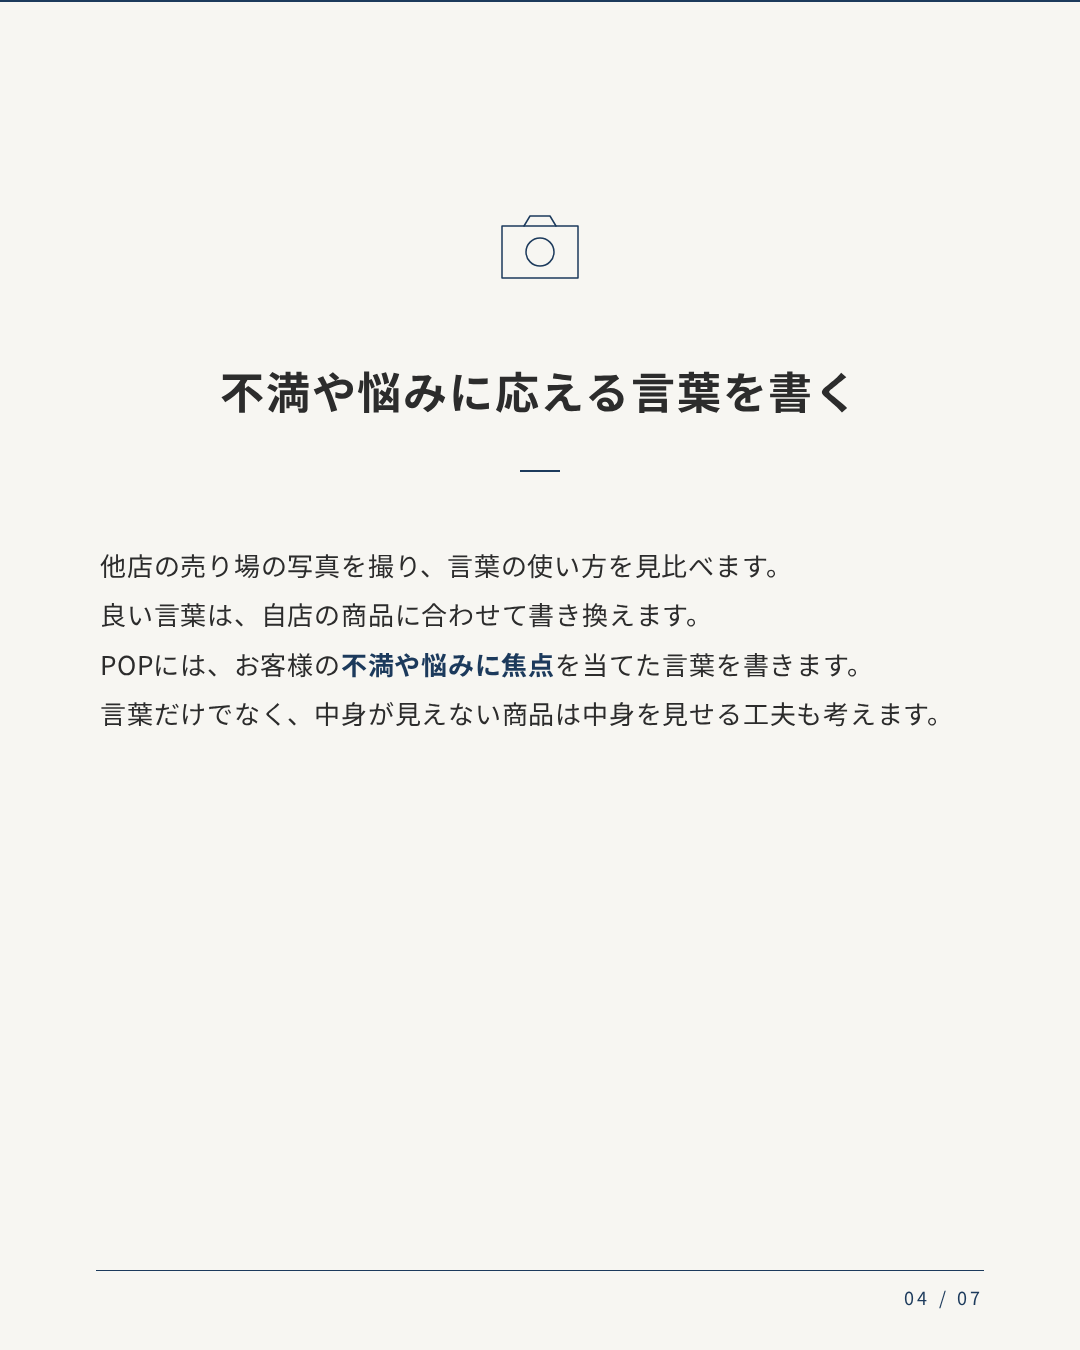 不満や悩みに応える言葉を書く
他店の売り場の写真を撮り、言葉の使い方を見比べます。
良い言葉は、自店の商品に合わせて書き換えます。
POPには、お客様の不満や悩みに焦点を当てた言葉を書きます。
言葉だけでなく、中身が見えない商品は中身を見せる工夫も考えます。
04 / 07